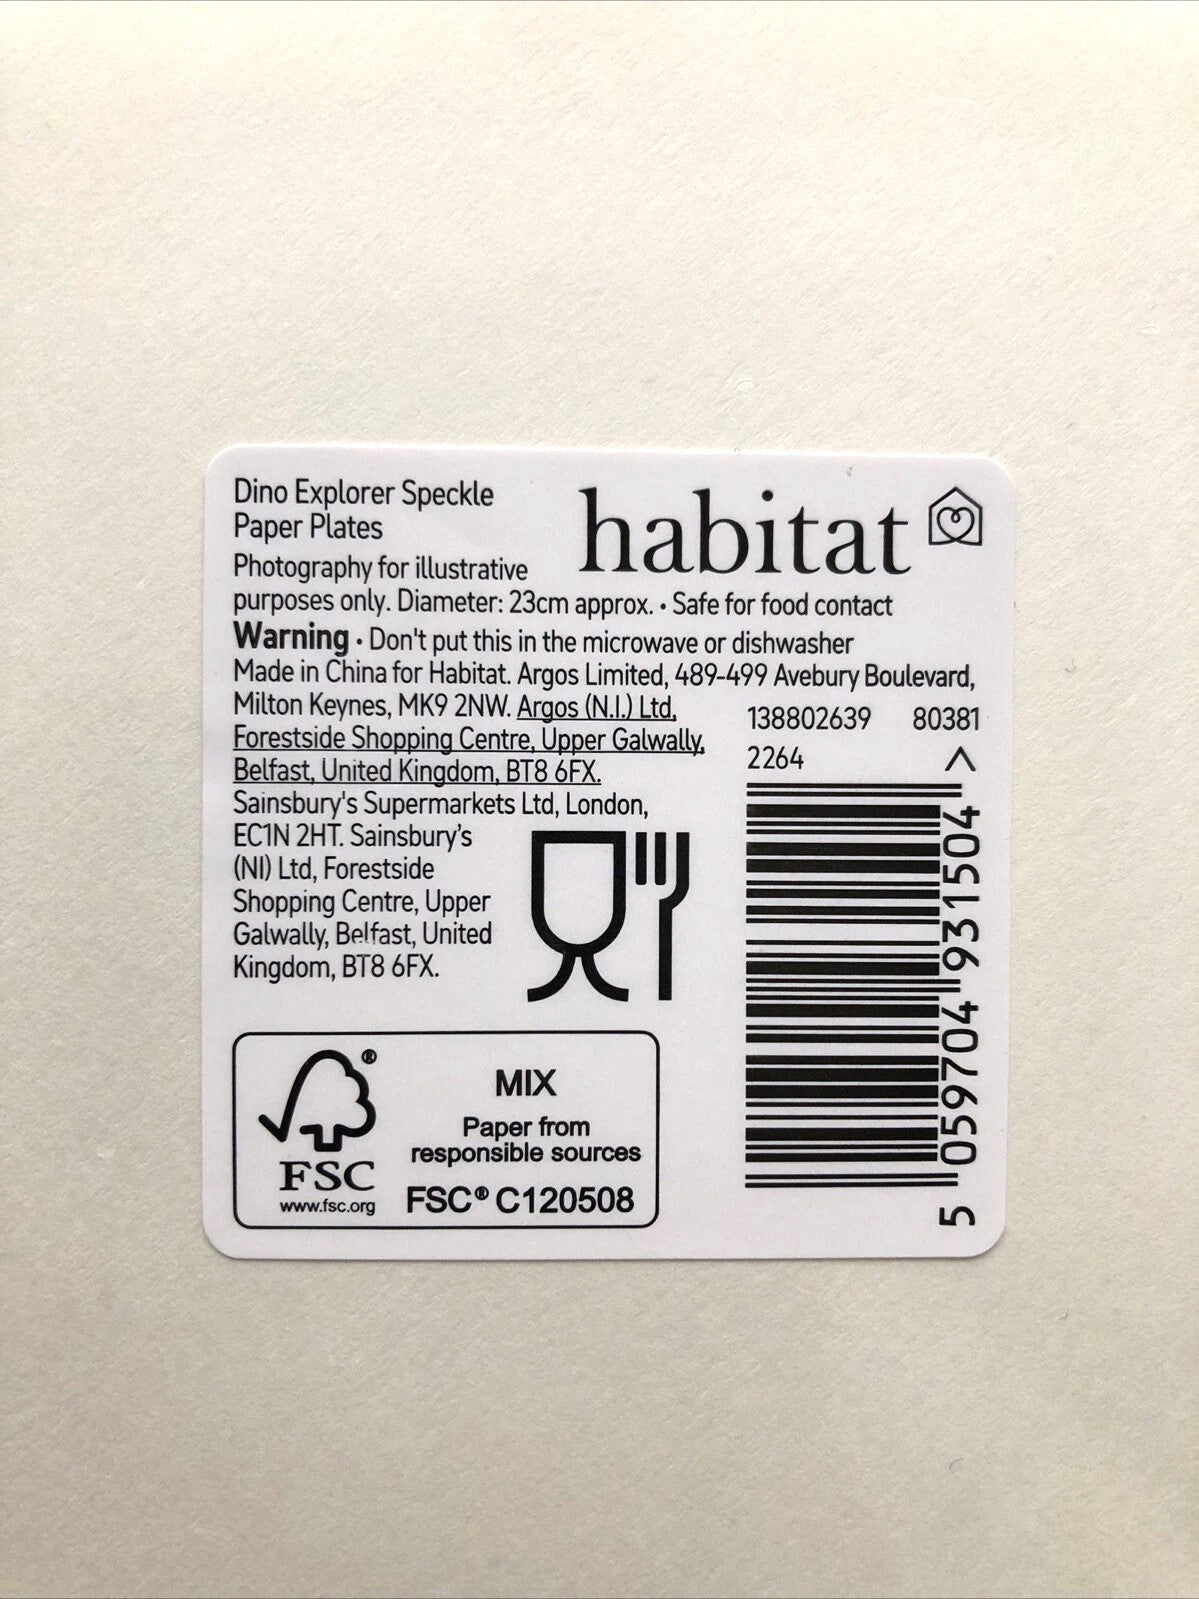 Dino Explorer Speckle
Paper Plates
habitat
Photography for illustrative
purposes only. Diameter: 23cm approx. • Safe for food contact
Warning • Don't put this in the microwave or dishwasher
Made in China for Habitat. Argos Limited, 489-499 Avebury Boulevard,
Milton Keynes, MK9 2NW. Argos (N.I.) Ltd,
Forestside Shopping Centre, Upper Galwally,
Belfast, United Kingdom, BT8 6FX.
Sainsbury's Supermarkets Ltd, London,
EC1N 2HT. Sainsbury's
(NI) Ltd, Forestside
Shopping Centre, Upper
Galwally, Belfast, United
Kingdom, BT8 6FX.
138802639 80381
2264 >
5 059704 931504
FSC®
www.fsc.org
MIX
Paper from
responsible sources
FSC® C120508